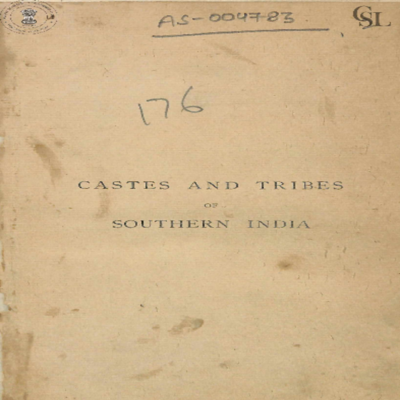 AS-004783
CSL
176
CASTES AND TRIBES
OF
SOUTHERN INDIA